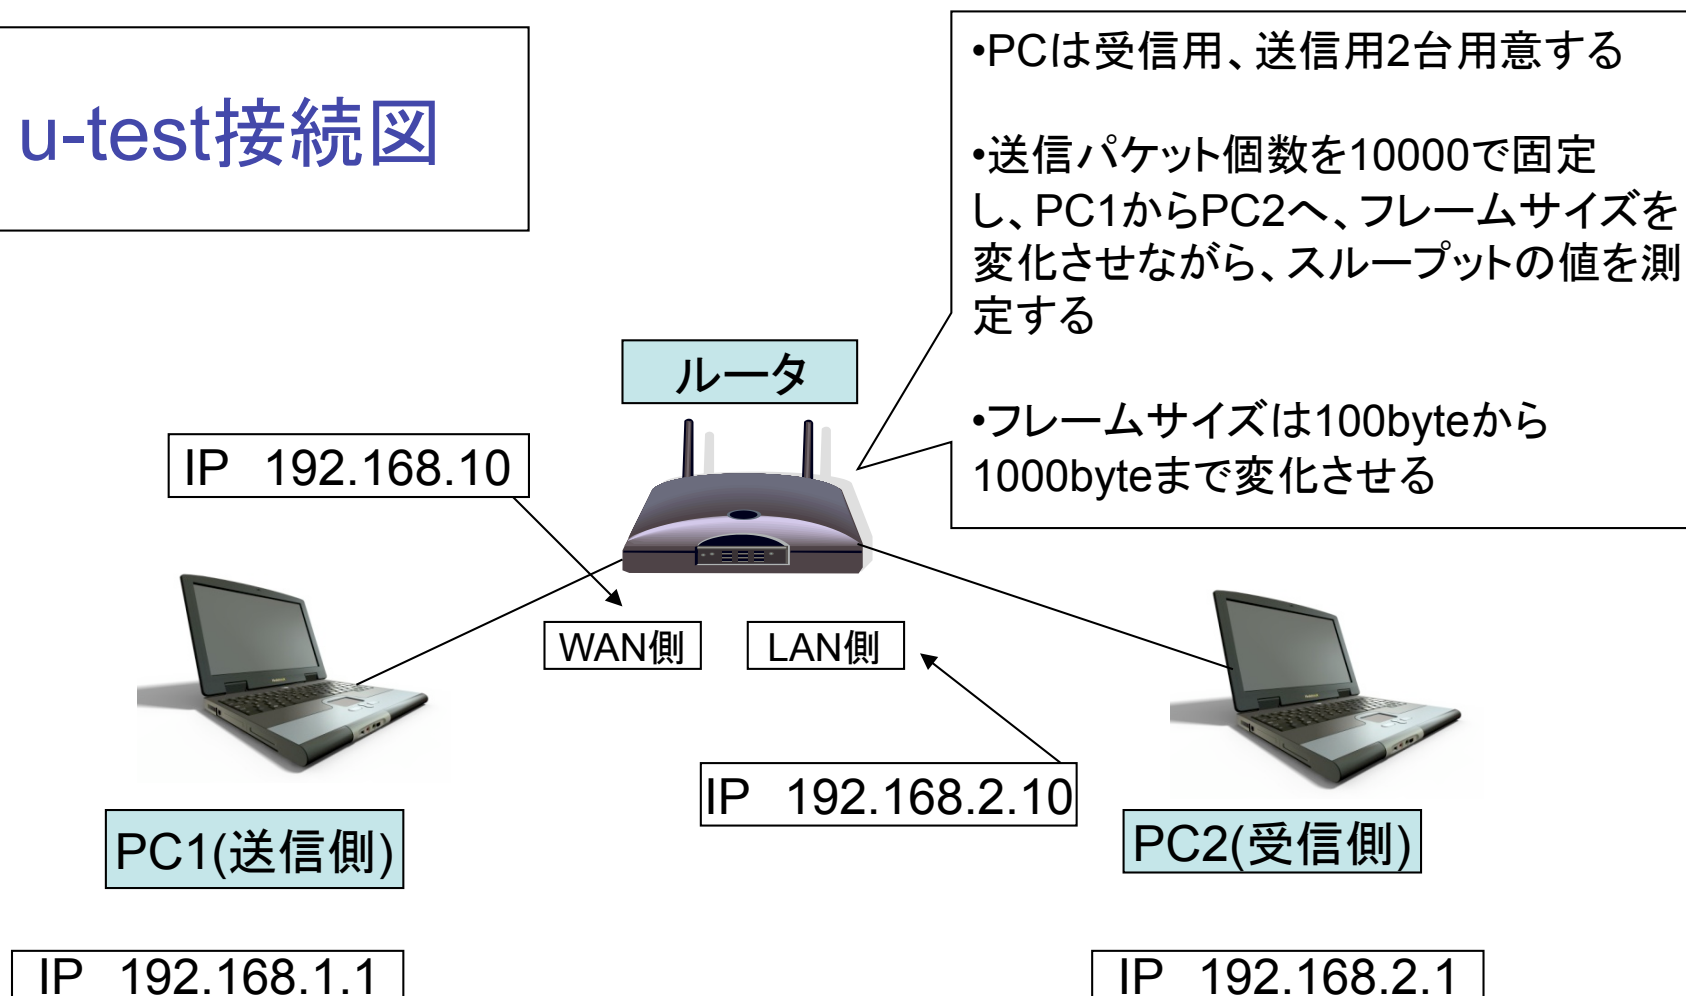 u-test接続図
•PCは受信用、送信用2台用意する
•送信パケット個数を10000で固定
し、PC1からPC2へ、フレームサイズを
変化させながら、スループットの値を測
定する
•フレームサイズは100byteから
1000byteまで変化させる
ルータ
IP 192.168.10
WAN側
LAN側
IP 192.168.2.10
PC1(送信側)
PC2(受信側)
IP 192.168.1.1
IP 192.168.2.1